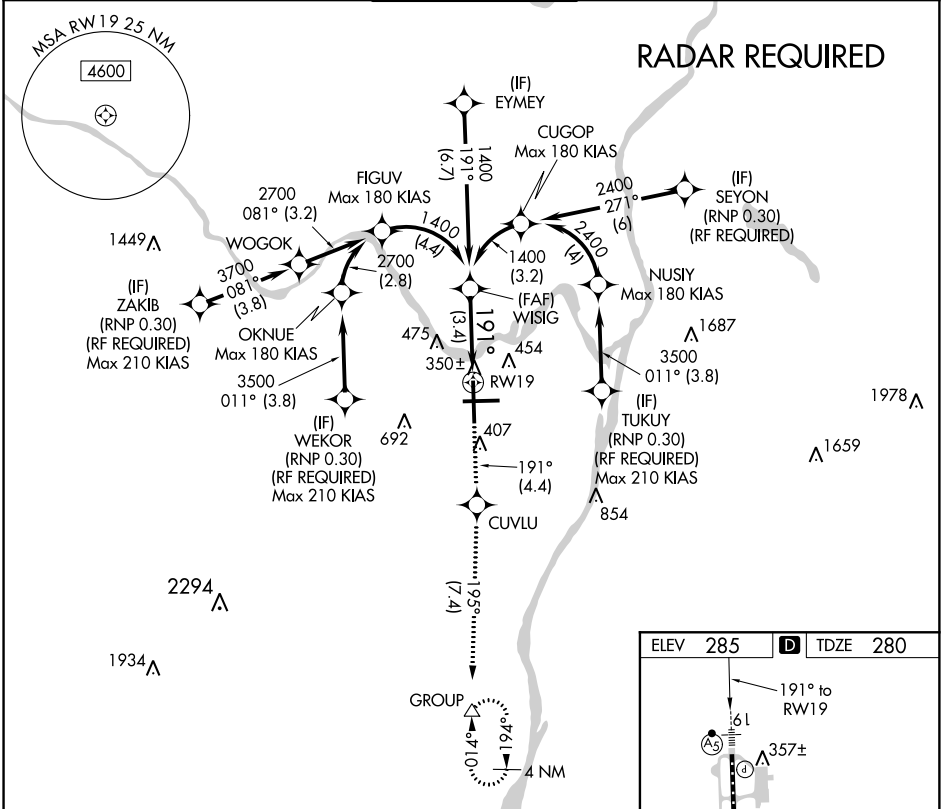 MSA RW19 25 NM
4600
RADAR REQUIRED
(IF)
EYMEY
1400
191°
(6.7)
CUGOP
Max 180 KIAS
FIGUV
Max 180 KIAS
2400
271°
(6)
(IF)
SEYON
(RNP 0.30)
(RF REQUIRED)
2700
081° (3.2)
1400
(4.4)
1400
(3.2)
2400
(4)
1449
WOGOK
2700
(2.8)
3700
081°
(3.8)
(IF)
ZAKIB
(RNP 0.30)
(RF REQUIRED)
Max 210 KIAS
OKNUE
Max 180 KIAS
NUSIY
Max 180 KIAS
(FAF)
WISIG
191°
(3.4)
475
350±
454
RW19
1687
3500
011° (3.8)
3500
011° (3.8)
(IF)
WEKOR
(RNP 0.30)
(RF REQUIRED)
Max 210 KIAS
692
407
(IF)
TUKUY
(RNP 0.30)
(RF REQUIRED)
Max 210 KIAS
1978
1659
191°
(4.4)
854
CUVLU
195°
(7.4)
2294
1934
GROUP
014°
194°
4 NM
ELEV 285 D TDZE 280
191° to
RW19
19
A5
357±
P